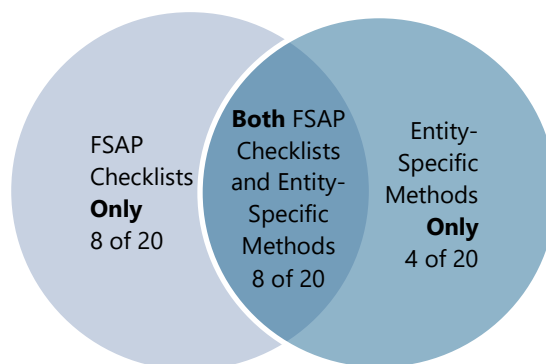 FSAP
Checklists
Only
8 of 20
Both FSAP
Checklists
and Entity-
Specific
Methods
8 of 20
Entity-
Specific
Methods
Only
4 of 20